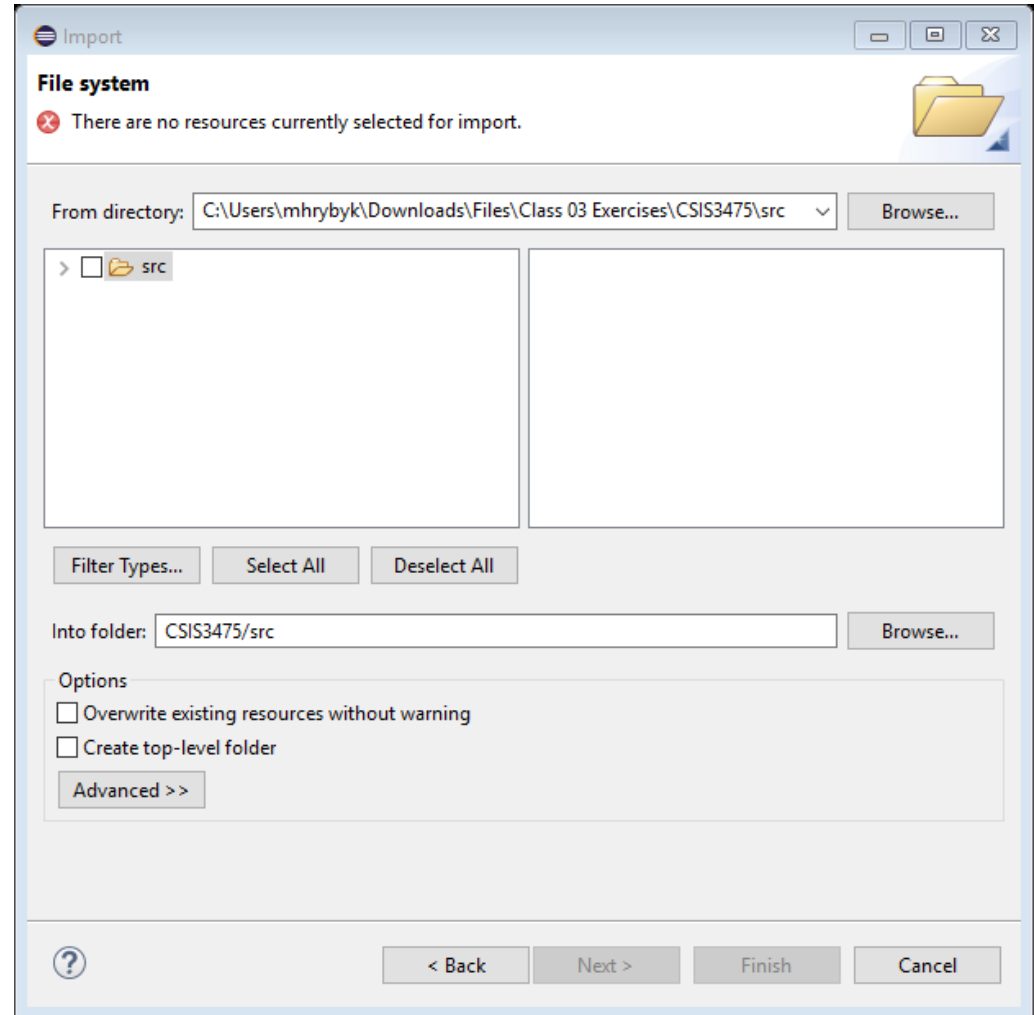 Import
File system
There are no resources currently selected for import.
From directory: C:\Users\mhrybyk\Downloads\Files\Class 03 Exercises\CSIS3475\src Browse...
src
Filter Types... Select All Deselect All
Into folder: CSIS3475/src Browse...
Options
Overwrite existing resources without warning
Create top-level folder
Advanced >>
? < Back Next > Finish Cancel